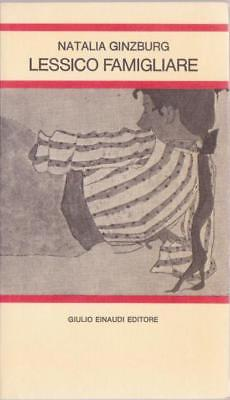 NATALIA GINZBURG
LESSICO FAMIGLIARE
GIULIO EINAUDI EDITORE